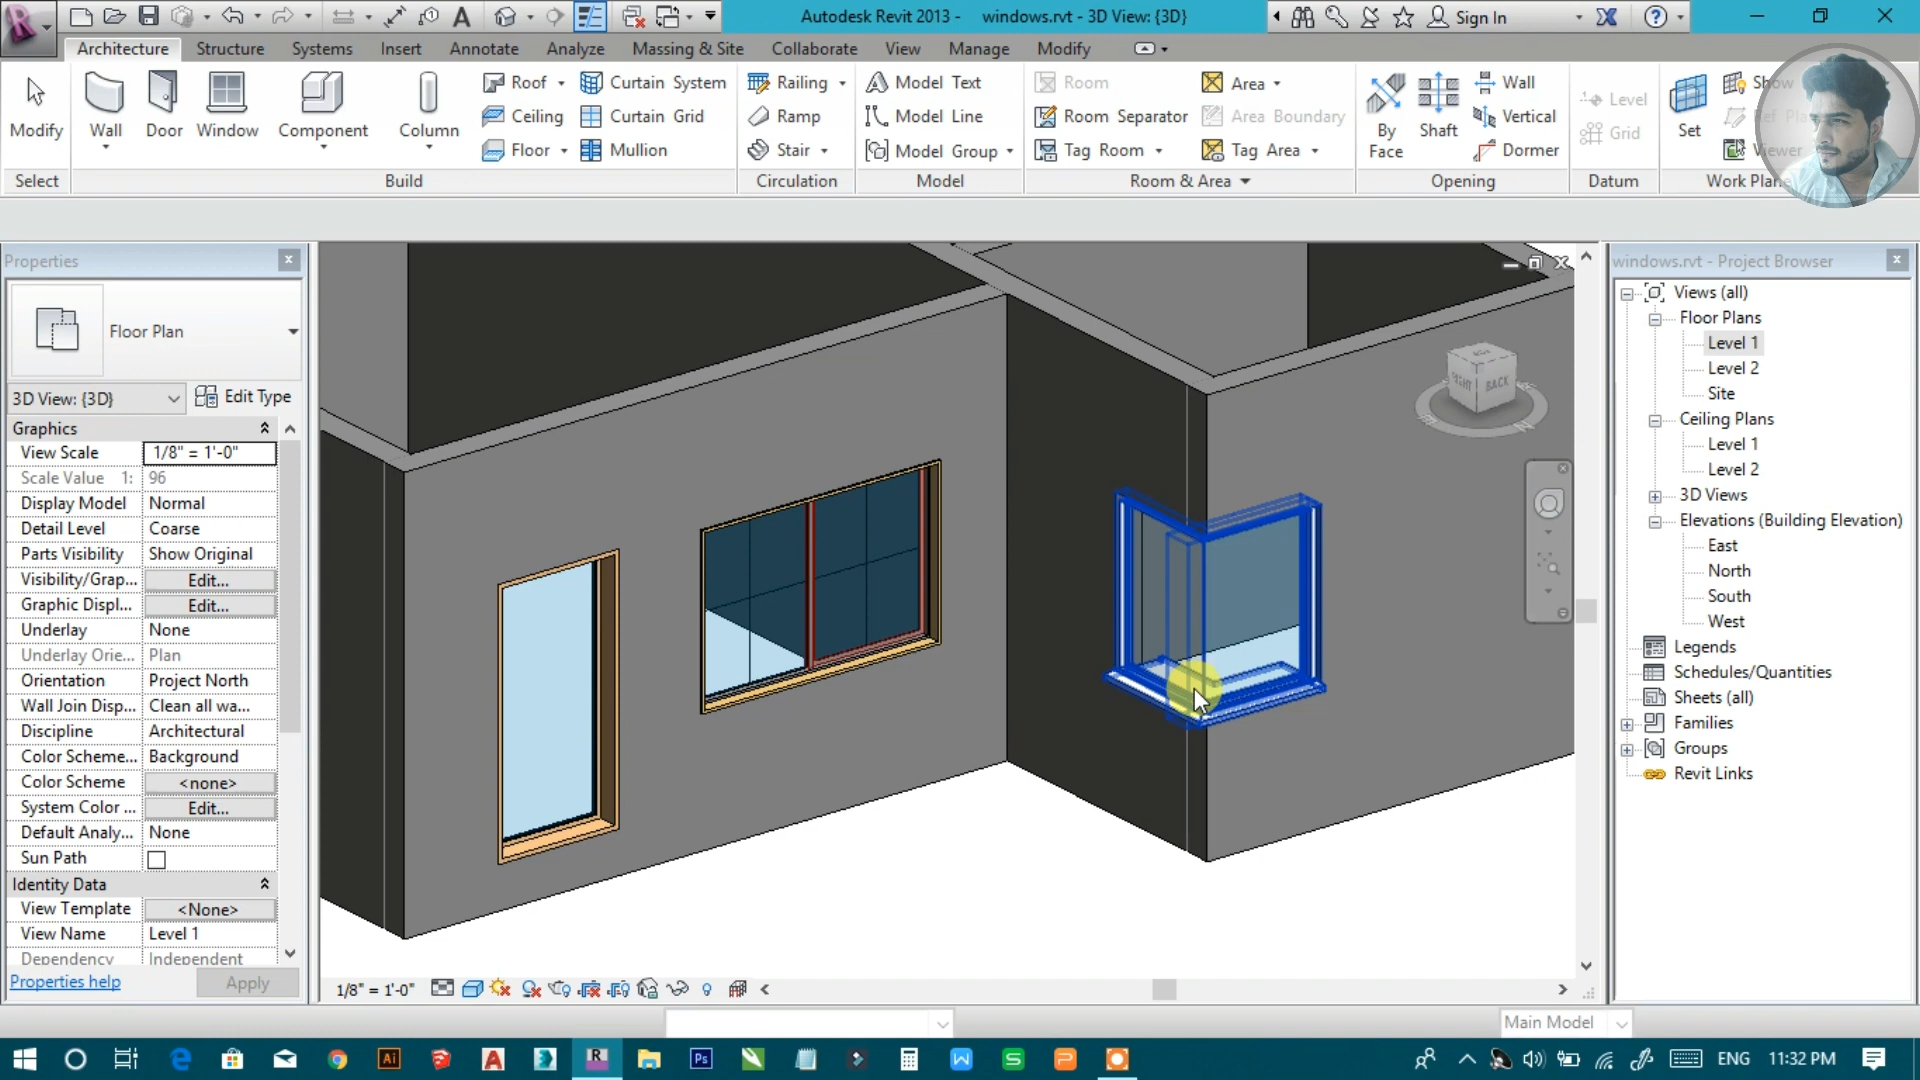 Autodesk Revit 2013 - windows.rvt - 3D View: {3D}
Sign In
Architecture Structure Systems Insert Annotate Analyze Massing & Site Collaborate View Manage Modify
Modify
Wall
Door
Window
Component
Column
Roof
Ceiling
Floor
Curtain System
Curtain Grid
Mullion
Railing
Ramp
Stair
Model Text
Model Line
Model Group
Room
Room Separator
Tag Room
Area
Area Boundary
Tag Area
By Face
Shaft
Wall
Vertical
Dormer
Level
Grid
Set
Show
Viewer
Select Build Circulation Model Room & Area Opening Datum Work Plane
Properties
Floor Plan
3D View: {3D} Edit Type
Graphics
View Scale 1/8" = 1'-0"
Scale Value 1: 96
Display Model Normal
Detail Level Coarse
Parts Visibility Show Original
Visibility/Grap... Edit...
Graphic Displ... Edit...
Underlay None
Underlay Orie... Plan
Orientation Project North
Wall Join Disp... Clean all wa...
Discipline Architectural
Color Scheme... Background
Color Scheme <none>
System Color ... Edit...
Default Analy... None
Sun Path
Identity Data
View Template <None>
View Name Level 1
Dependency Independent
Properties help Apply
RIGHT BACK
1/8" = 1'-0"
windows.rvt - Project Browser
Views (all)
Floor Plans
Level 1
Level 2
Site
Ceiling Plans
Level 1
Level 2
3D Views
Elevations (Building Elevation)
East
North
South
West
Legends
Schedules/Quantities
Sheets (all)
Families
Groups
Revit Links
Main Model
ENG 11:32 PM